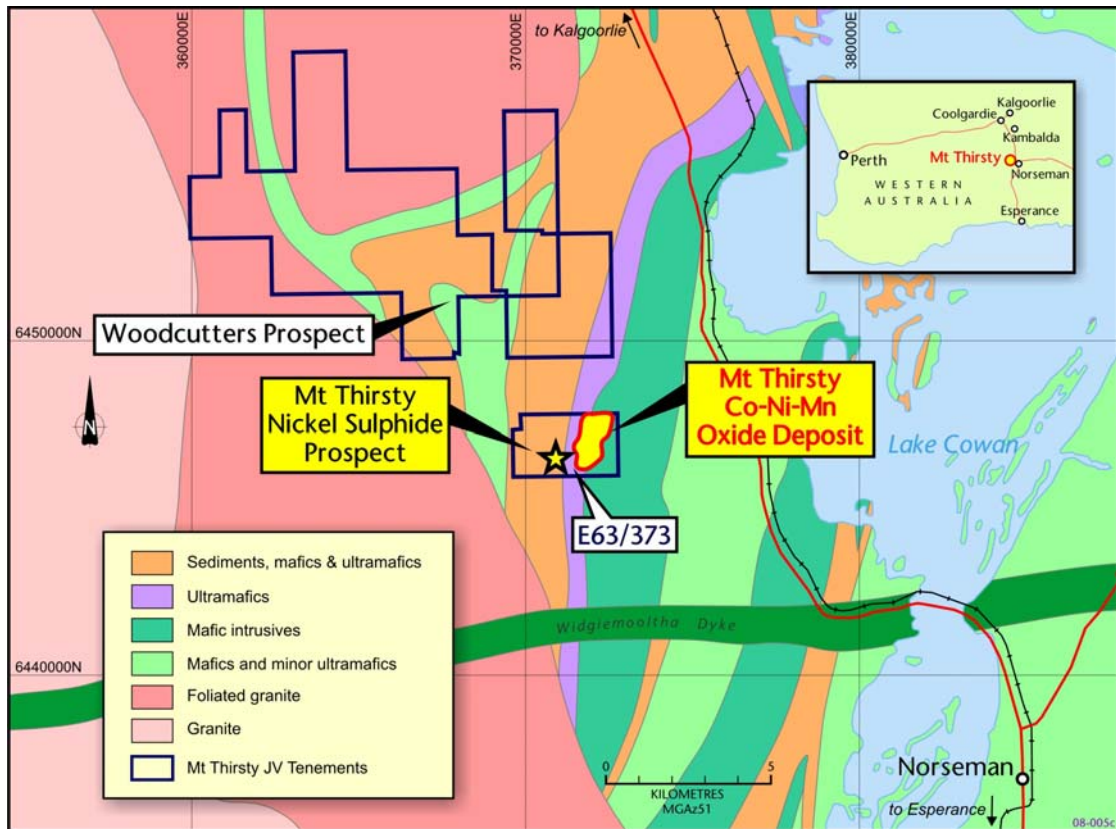 360000E
370000E
380000E
to Kalgoorlie
Kalgoorlie
Coolgardie
Kambalda
Mt Thirsty
Perth
Norseman
WESTERN
AUSTRALIA
Esperance
6450000N
Woodcutters Prospect
Mt Thirsty
Nickel Sulphide
Prospect
Mt Thirsty
Co-Ni-Mn
Oxide Deposit
N
Lake Cowan
E63/373
Sediments, mafics & ultramafics
Ultramafics
Mafic intrusives
Mafics and minor ultramafics
Foliated granite
Granite
Mt Thirsty JV Tenements
Widgiemooltha Dyke
6440000N
0 5
KILOMETRES
MGAz51
Norseman
to Esperance
08-005c